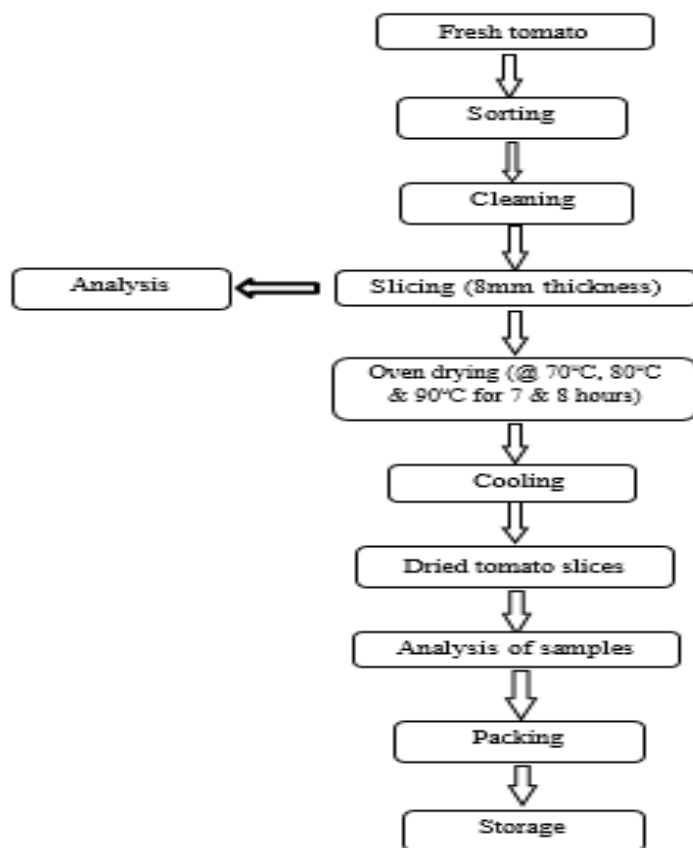 Fresh tomato
Sorting
Cleaning
Analysis
Slicing (8mm thickness)
Oven drying (@ 70°C, 80°C
& 90°C for 7 & 8 hours)
Cooling
Dried tomato slices
Analysis of samples
Packing
Storage